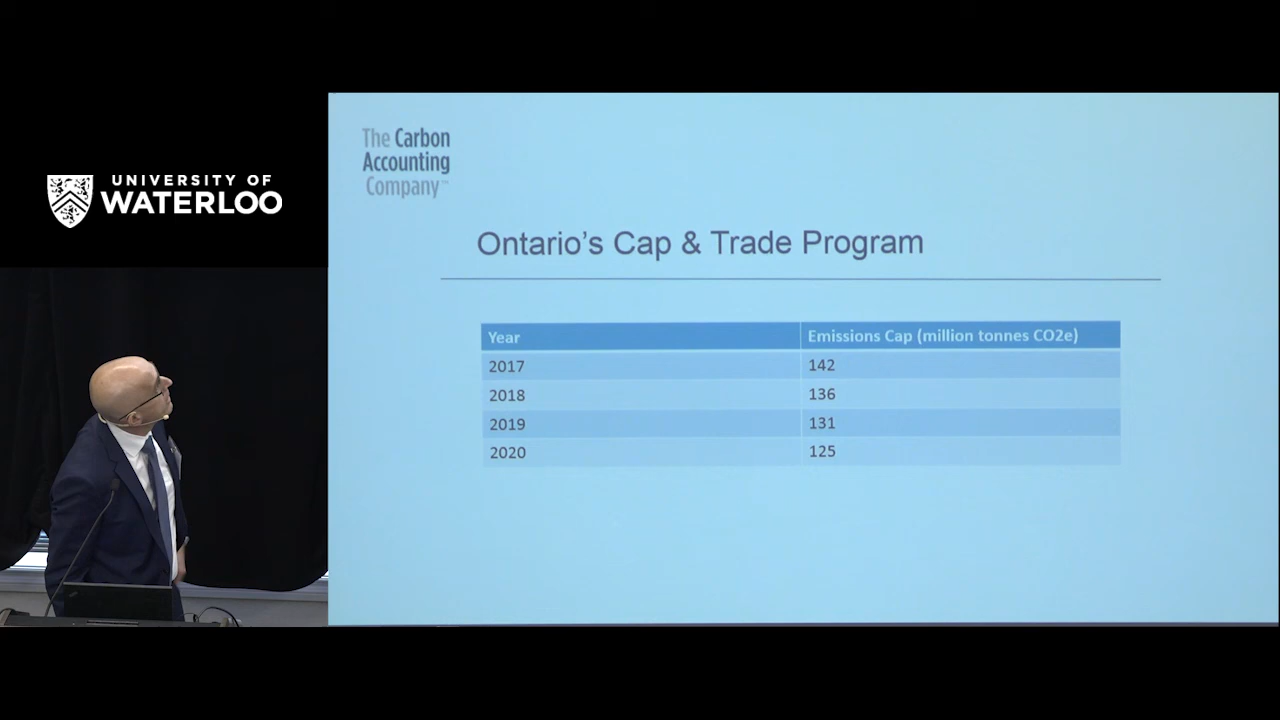 UNIVERSITY OF
WATERLOO
The Carbon
Accounting
Company™
Ontario's Cap & Trade Program
Year Emissions Cap (million tonnes CO2e)
2017 142
2018 136
2019 131
2020 125